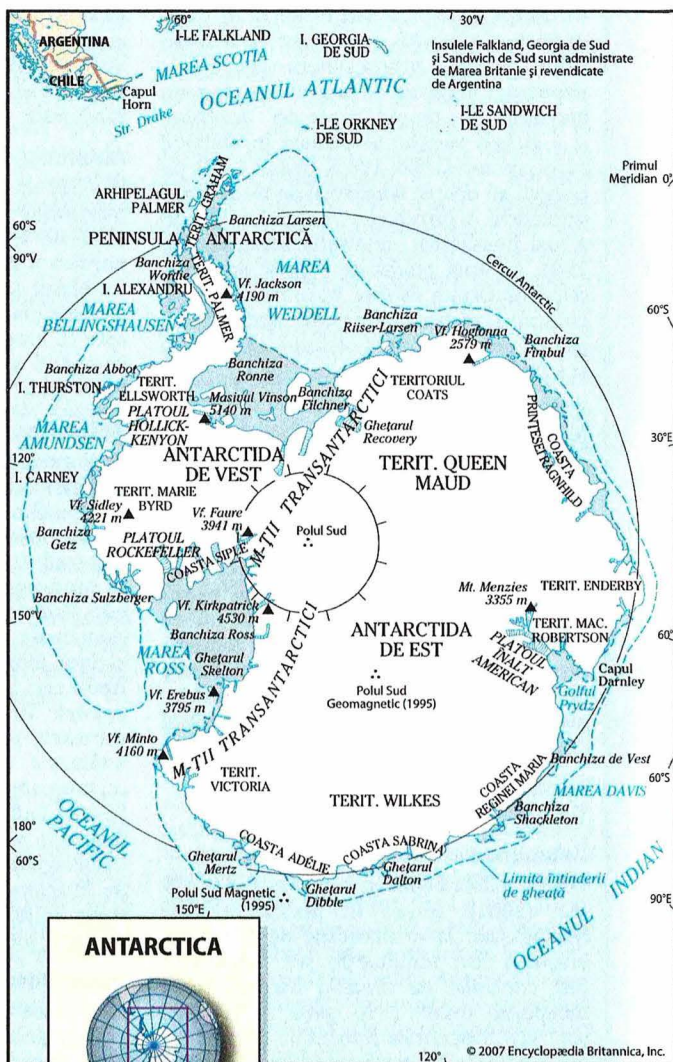 60°
30°V
ARGENTINA
CHILE
Capul
Horn
Str. Drake
MAREA SCOȚIA
I-LE FALKLAND
I. GEORGIA
DE SUD
Insulele Falkland, Georgia de Sud
și Sandwich de Sud sunt administrate
de Marea Britanie și revendicate
de Argentina
OCEANUL ATLANTIC
I-LE SANDWICH
DE SUD
I-LE ORKNEY
DE SUD
Primul
Meridian
0°
ARHIPELAGUL
PALMER
TERIT. GRAHAM
Banchiza Larsen
60°S
90°V
PENINSULA ANTARCTICĂ
Cercul Antarctic
Banchiza
Wordie
I. ALEXANDRU
TERIT. PALMER
Vf. Jackson
4190 m
MAREA
WEDDELL
MAREA
BELLINGSHAUSEN
60°S
Banchiza
Riiser-Larsen
Vf. Hogfonna
2579 m
Banchiza
Fimbul
Banchiza Abbot
I. THURSTON
TERIT.
ELLSWORTH
Banchiza
Ronne
Masivul Vinson
5140 m
Banchiza
Filchner
TERITORIUL
COATS
PLATOUL
HOLLICK-
KENYON
Ghețarul
Recovery
MAREA
AMUNDSEN
COASTA
PRINȚESEI RAGNHILD
30°E
120°
I. CARNEY
ANTARCTIDA
DE VEST
M-ȚII TRANSANTARCTICI
TERIT. QUEEN
MAUD
TERIT. MARIE
BYRD
Vf. Sidley
4221 m
Vf. Faure
3941 m
Polul Sud
Banchiza
Getz
PLATOUL
ROCKEFELLER
COASTA SIPLE
Banchiza Sulzberger
Vf. Kirkpatrick
4530 m
Mt. Menzies
3355 m
TERIT. ENDERBY
150°V
Banchiza Ross
ANTARCTIDA
DE EST
TERIT. MAC.
ROBERTSON
60°
MAREA
ROSS
Ghețarul
Skelton
PLATOUL
INALT
AMERICAN
Capul
Darnley
Polul Sud
Geomagnetic (1995)
Golful
Prydz
Vf. Erebus
3795 m
M-ȚII TRANSANTARCTICI
Vf. Minto
4160 m
Banchiza de Vest
60°S
TERIT.
VICTORIA
TERIT. WILKES
COASTA
REGINEI MARIA
MAREA DAVIS
Banchiza
Shackleton
OCEANUL
PACIFIC
180°
60°S
COASTA ADÉLIE
COASTA SABRINA
Ghețarul
Mertz
Ghețarul
Dibble
Ghețarul
Dalton
Limita întinderii
de gheață
Polul Sud Magnetic
(1995)
150°E
90°E
OCEANUL INDIAN
ANTARCTICA
120°
© 2007 Encyclopædia Britannica, Inc.